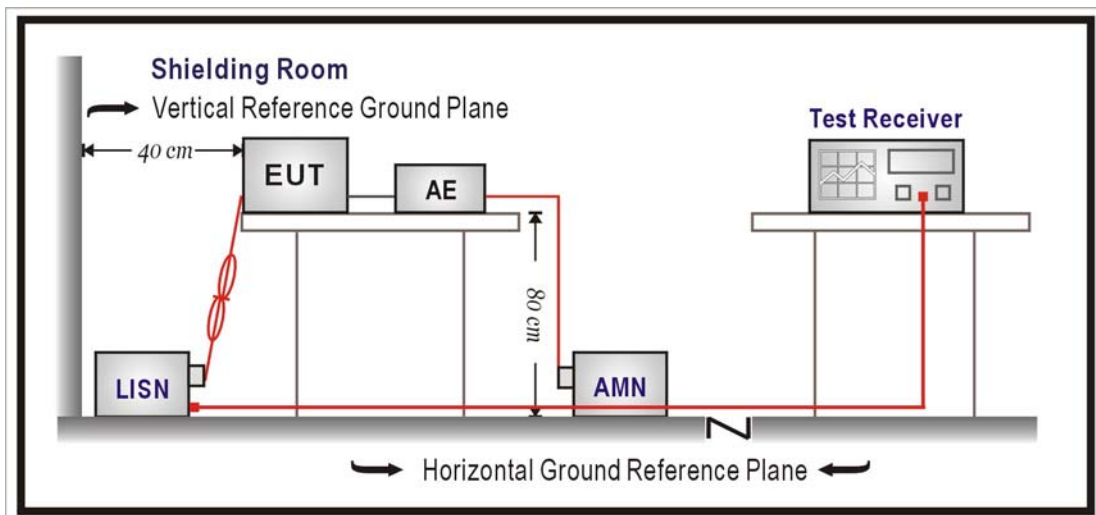 Shielding Room
Vertical Reference Ground Plane
40 cm
EUT
AE
Test Receiver
80 cm
LISN
AMN
Horizontal Ground Reference Plane